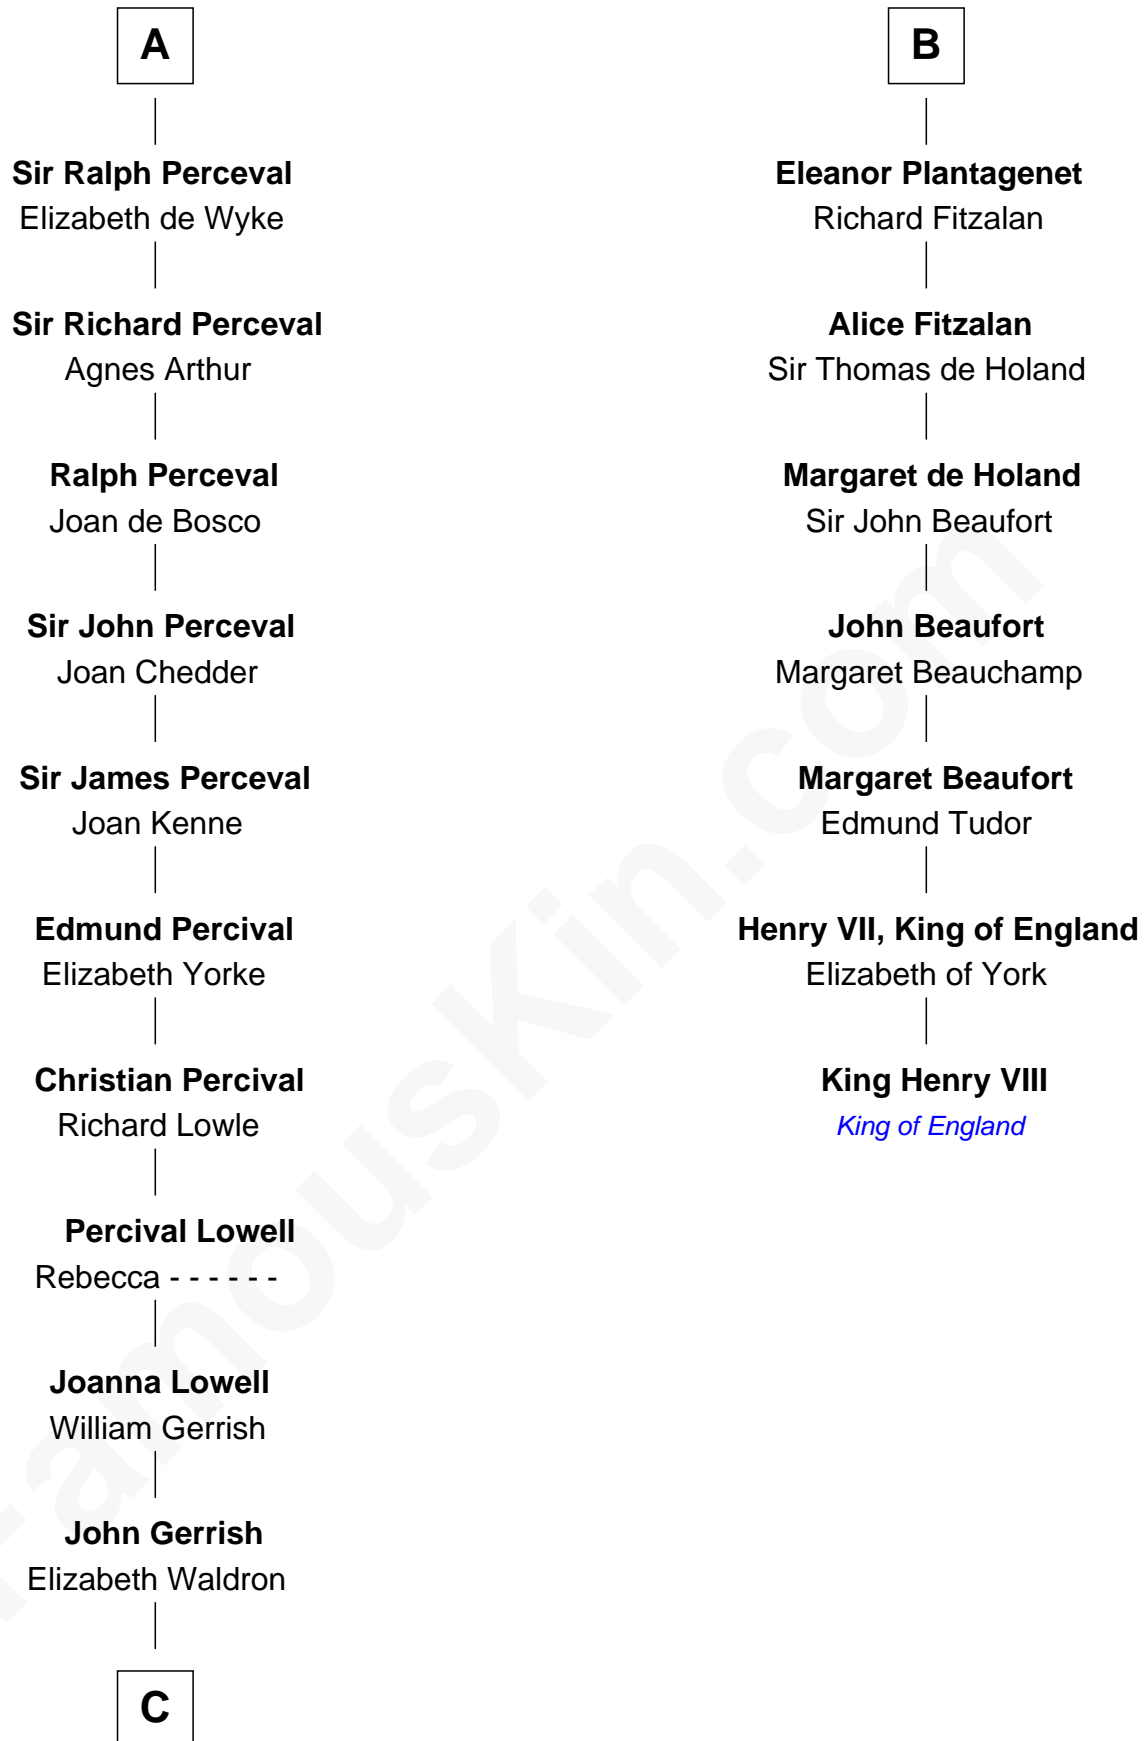 A
Sir Ralph Perceval
Elizabeth de Wyke
Sir Richard Perceval
Agnes Arthur
Ralph Perceval
Joan de Bosco
Sir John Perceval
Joan Chedder
Sir James Perceval
Joan Kenne
Edmund Percival
Elizabeth Yorke
Christian Percival
Richard Lowle
Percival Lowell
Rebecca - - - - - -
Joanna Lowell
William Gerrish
John Gerrish
Elizabeth Waldron
C
B
Eleanor Plantagenet
Richard Fitzalan
Alice Fitzalan
Sir Thomas de Holand
Margaret de Holand
Sir John Beaufort
John Beaufort
Margaret Beauchamp
Margaret Beaufort
Edmund Tudor
Henry VII, King of England
Elizabeth of York
King Henry VIII
King of England
FamousKin.com